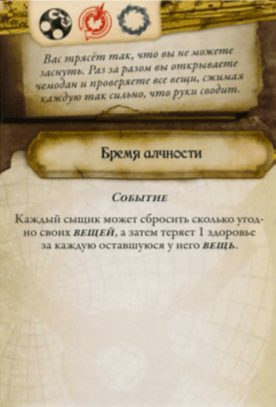 Вас трясёт так, что вы не можете
заснуть. Раз за разом вы открываете
чемодан и проверяете все вещи, сжимая
каждую так сильно, что руки сводит.
Бремя алчности
Событие
Каждый сыщик может сбросить сколько угод-
но своих ВЕЩЕЙ, а затем теряет 1 здоровье
за каждую оставшуюся у него ВЕЩЬ.